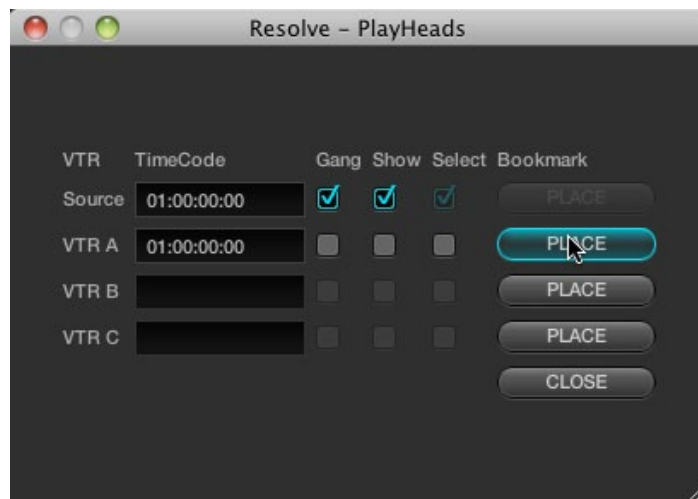 Resolve – PlayHeads
VTR TimeCode Gang Show Select Bookmark
Source 01:00:00:00 PLACE
VTR A 01:00:00:00 PLACE
VTR B PLACE
VTR C PLACE
CLOSE